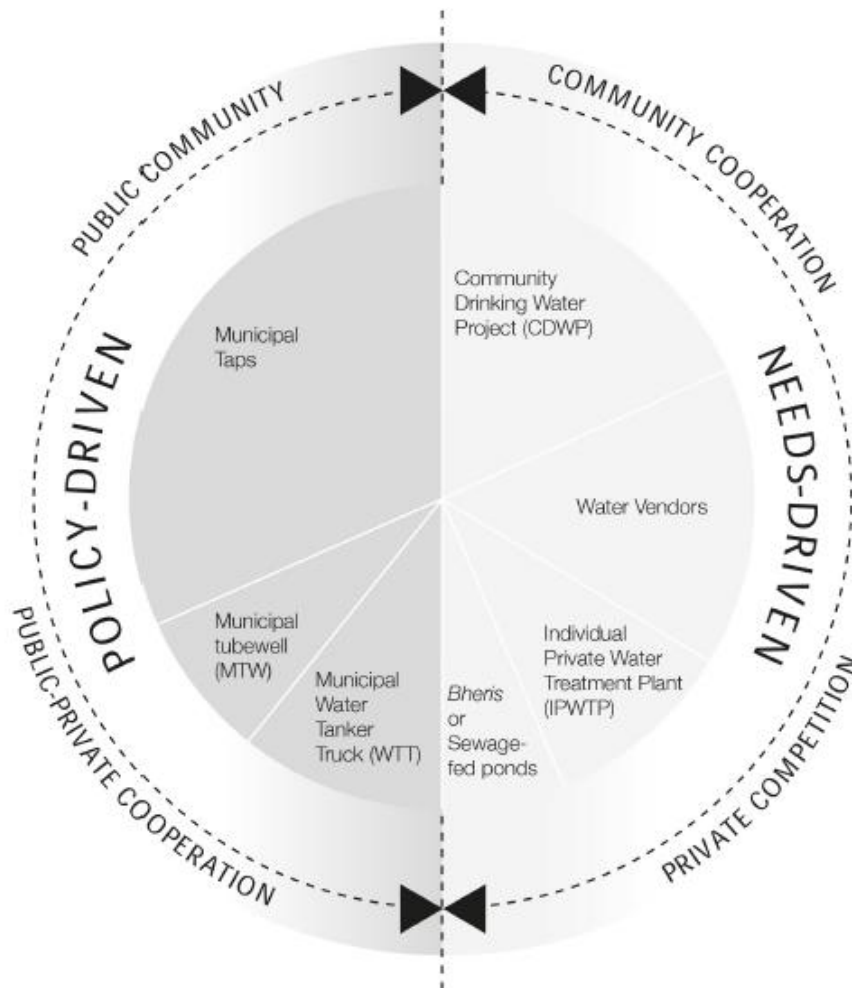 PUBLIC COMMUNITY
COMMUNITY COOPERATION
POLICY-DRIVEN
NEEDS-DRIVEN
PUBLIC-PRIVATE COOPERATION
PRIVATE COMPETITION
Municipal
Taps
Community
Drinking Water
Project (CDWP)
Water Vendors
Municipal
tubewell
(MTW)
Municipal
Water
Tanker
Truck (WTT)
Bheris
or
Sewage-
fed ponds
Individual
Private Water
Treatment Plant
(IPWTP)